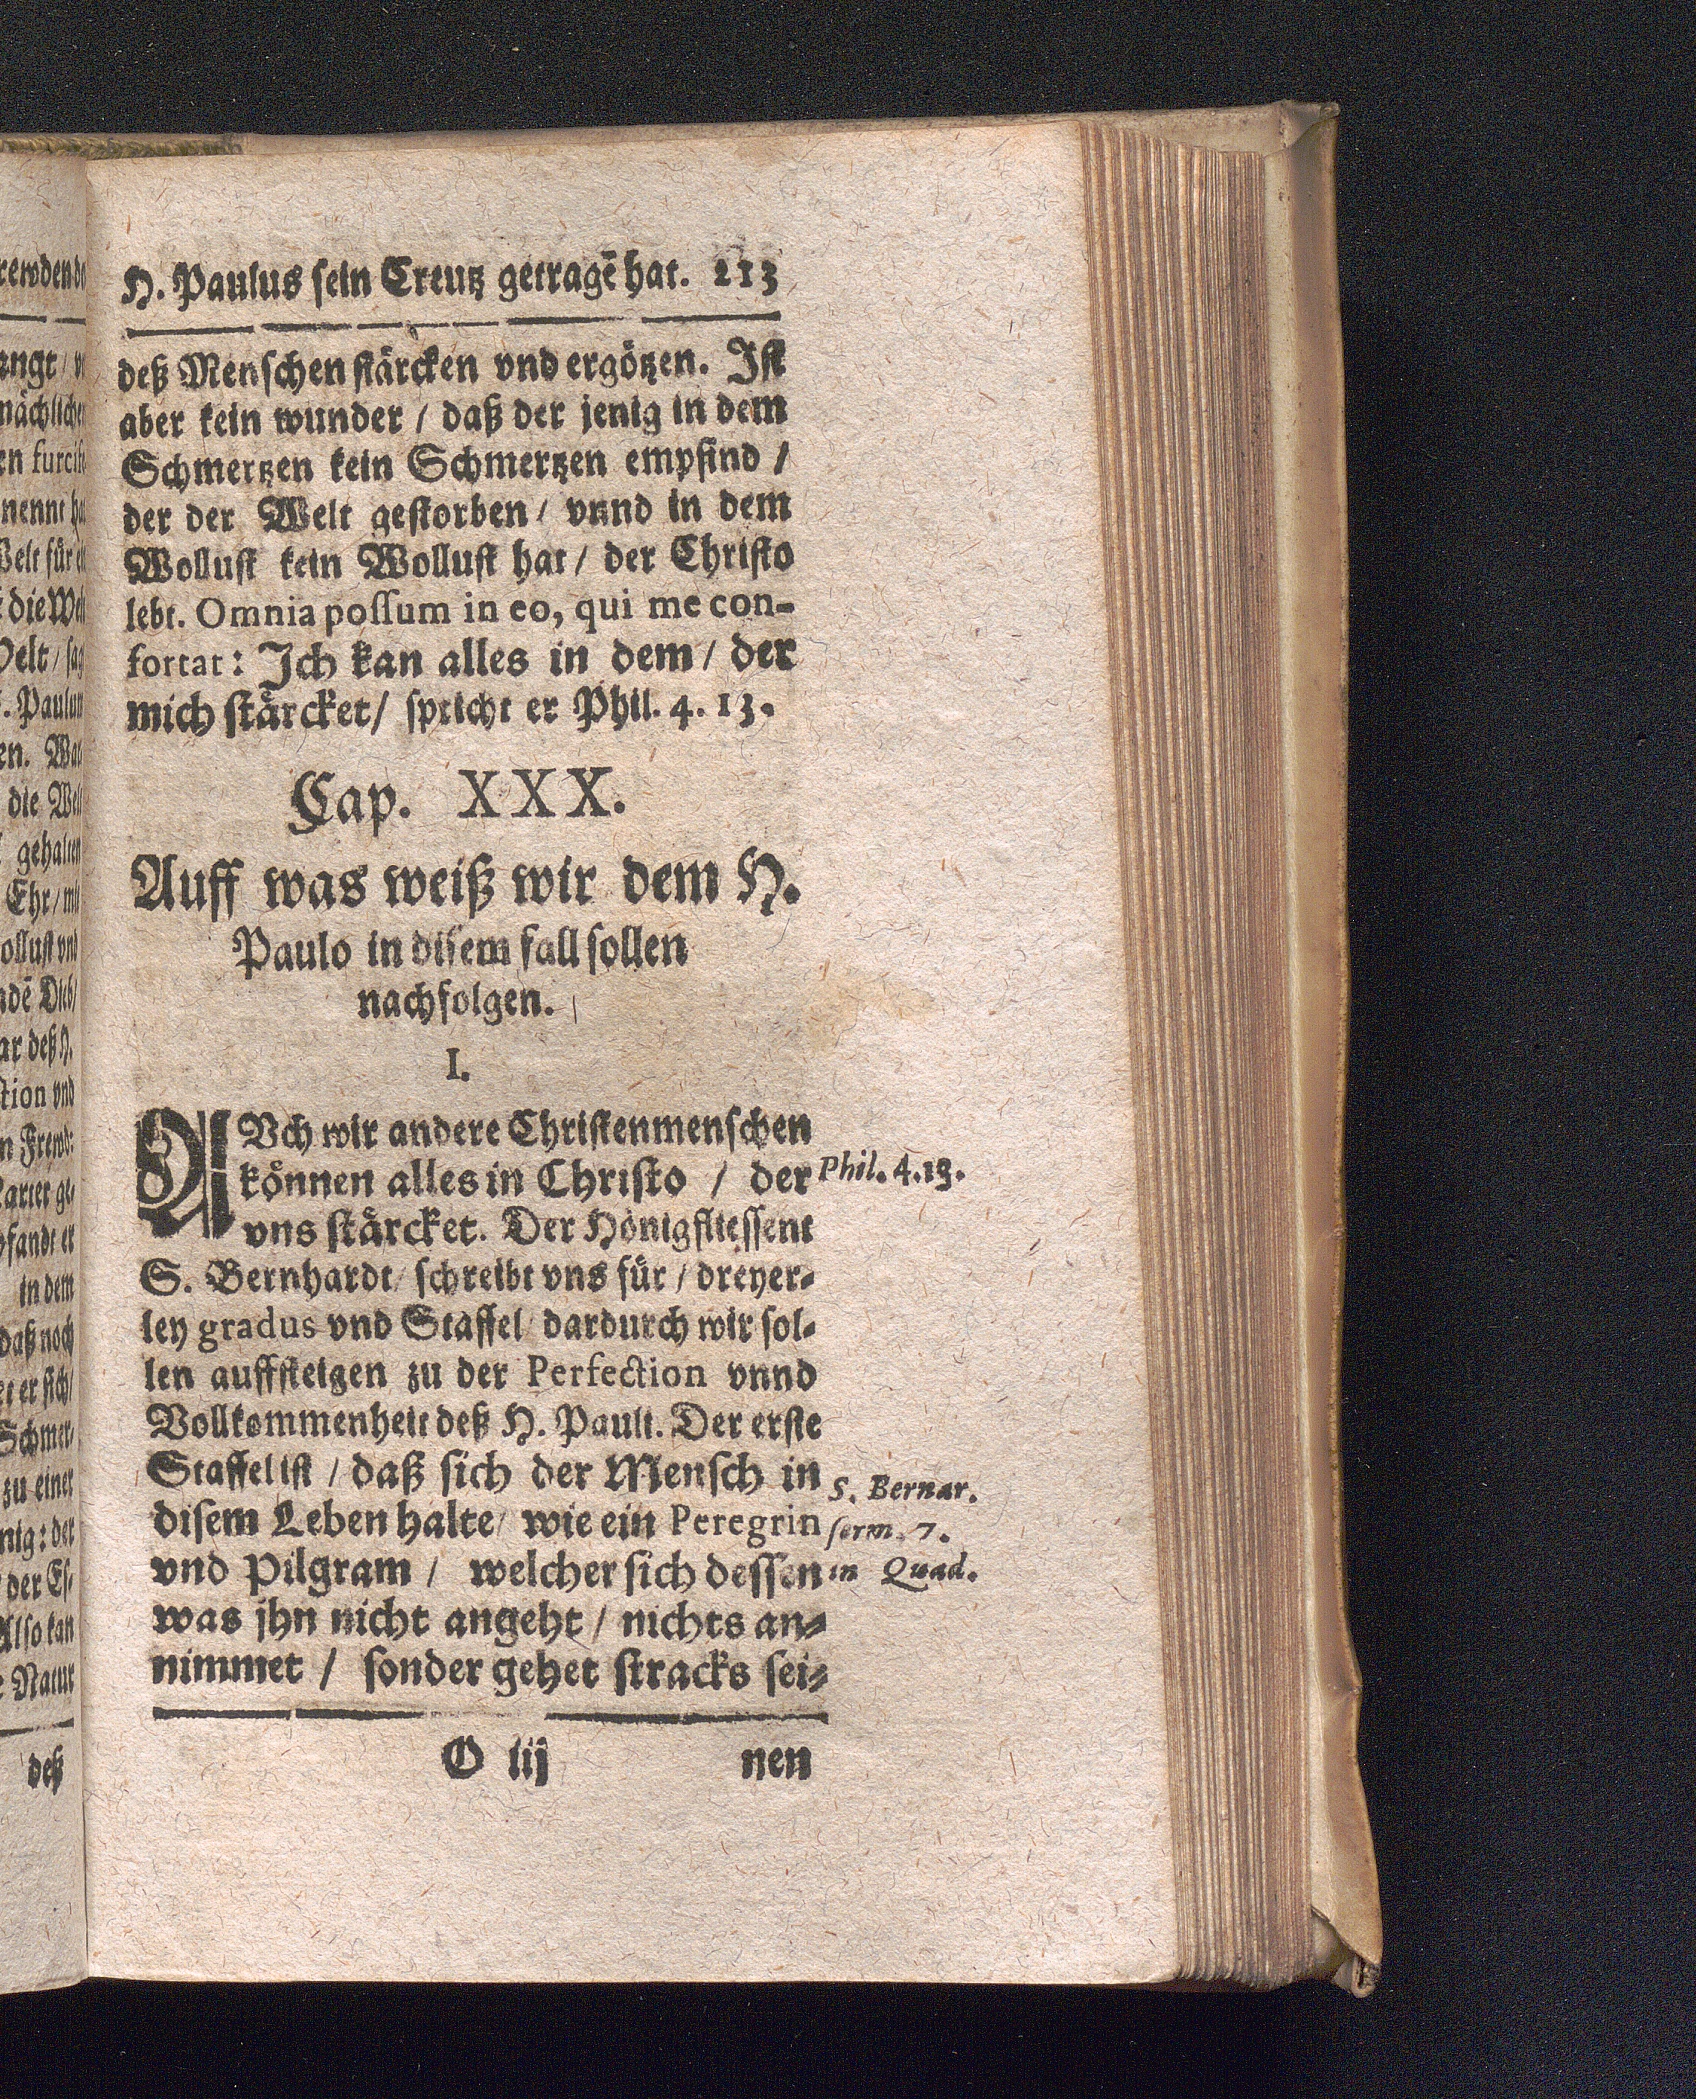 H. Paulus sein Creutz getragē hat. 213
deß Menschen stärcken vnd ergötzen. Ist
aber kein wunder / daß der jenig in dem
Schmertzen kein Schmertzen empfind /
der der Welt gestorben / vnnd in dem
Wollust kein Wollust hat / der Christo
lebt. Omnia possum in eo, qui me con-
fortat: Ich kan alles in dem / der
mich stärcket / spricht er Phil. 4. 13.
Cap. XXX.
Auff was weiß wir dem H.
Paulo in disem fall sollen
nachfolgen.
I.
AVch wir andere Christenmenschen
können alles in Christo / der
Phil. 4.13.
vns stärcket. Der Hönigfliessent
S. Bernhardt / schreibt vns für / dreyer-
ley gradus vnd Staffel / dardurch wir sol-
len auffsteigen zu der Perfection vnnd
Vollkommenheit deß H. Pauli. Der erste
Staffel ist / daß sich der Mensch in
S. Bernar.
disem Leben halte / wie ein Peregrin
serm. 7.
vnd Pilgram / welcher sich dessen
in Quad.
was jhn nicht angeht / nichts an-
nimmet / sonder gehet stracks sei-
O iij nen
deß